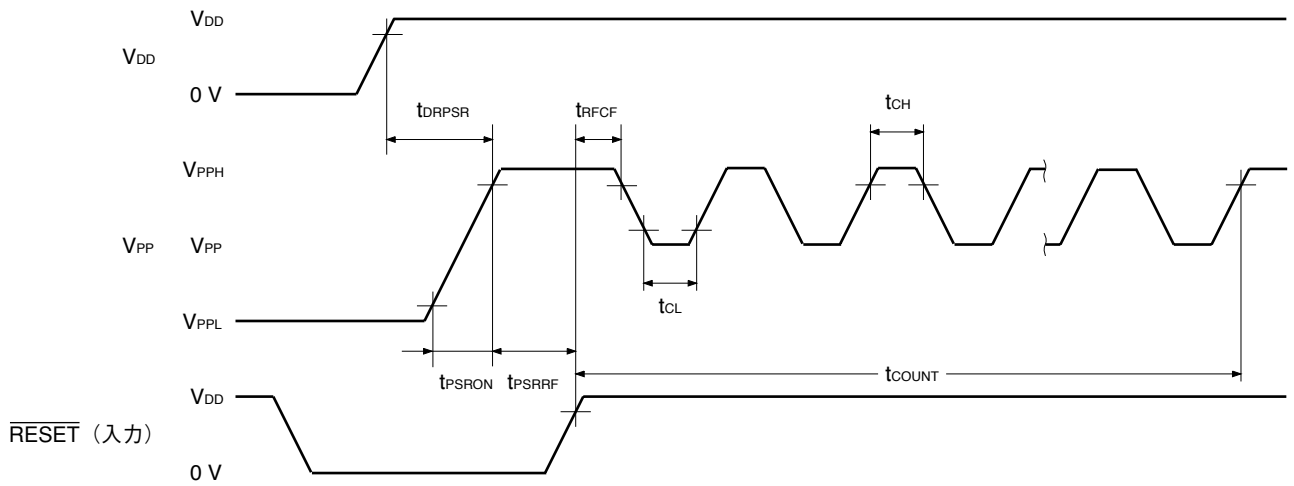 VDD
VDD
0 V
tDRPSR
tRFCF
tCH
VPPH
VPP
VPP
tCL
VPPL
tPSRON
tPSRRF
tCOUNT
VDD
RESET（入力）
0 V